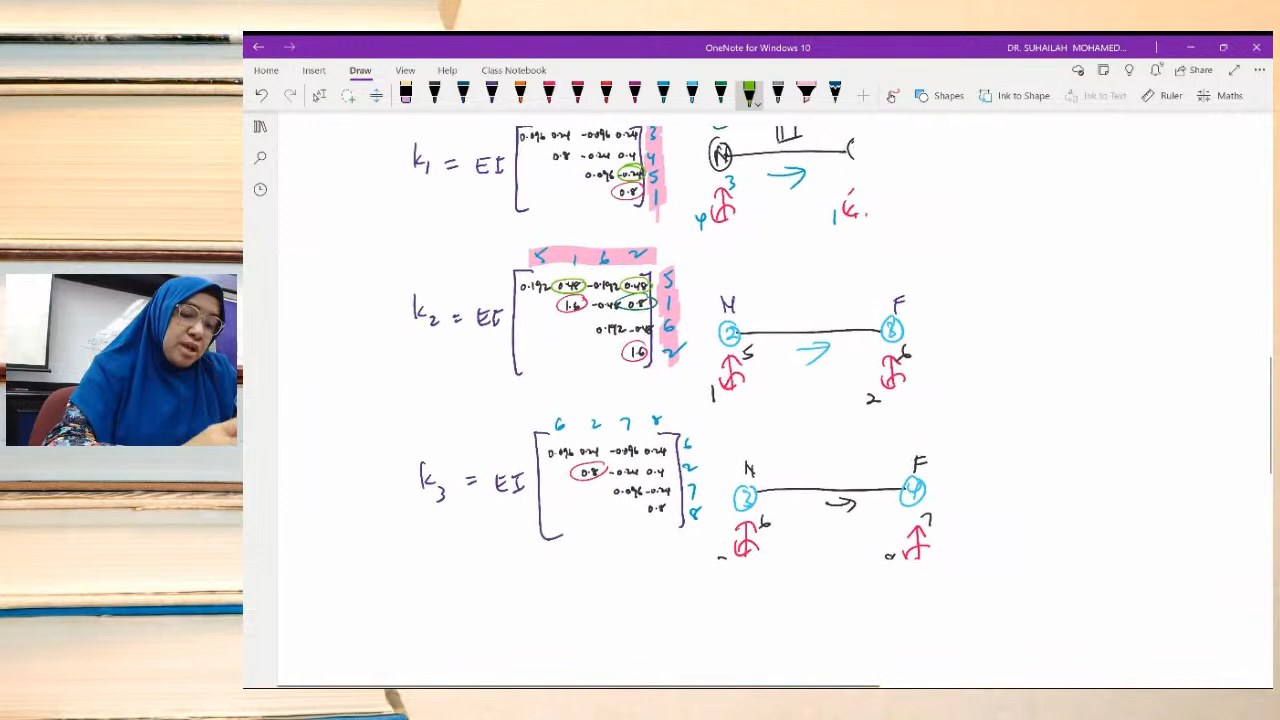 OneNote for Windows 10
DR. SUHAILAH MOHAMED...
Home Insert Draw View Help Class Notebook
Share
Shapes
Ink to Shape
Ink to Text
Ruler
Maths
k1 = EI
0.096 0.24 -0.096 0.24 3
0.8 -0.24 0.4 4
0.096 -0.24 5
0.8 1
N
3
4
1
5 1 6 2
k2 = EI
0.192 0.48 -0.192 0.48 5
1.6 -0.48 0.8 1
0.192 -0.48 6
1.6 2
N F
2 3
5 6
1 2
6 2 7 8
k3 = EI
0.096 0.24 -0.096 0.24 6
0.8 -0.24 0.4 2
0.096 -0.24 7
0.8 8
N F
3 4
6 7